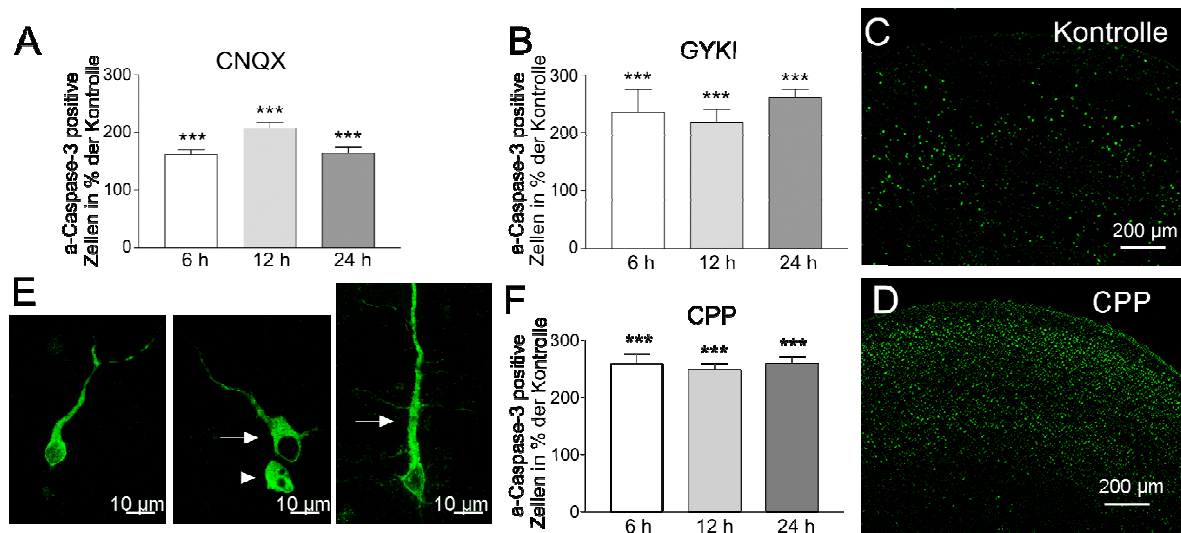 A
CNQX
a-Caspase-3 positive
Zellen in % der Kontrolle
300
200
100
0
***
***
***
6 h
12 h
24 h
B
GYKI
a-Caspase-3 positive
Zellen in % der Kontrolle
300
200
100
0
***
***
***
6 h
12 h
24 h
C
Kontrolle
200 µm
D
CPP
200 µm
E
10 µm
10 µm
10 µm
F
CPP
a-Caspase-3 positive
Zellen in % der Kontrolle
300
200
100
0
***
***
***
6 h
12 h
24 h